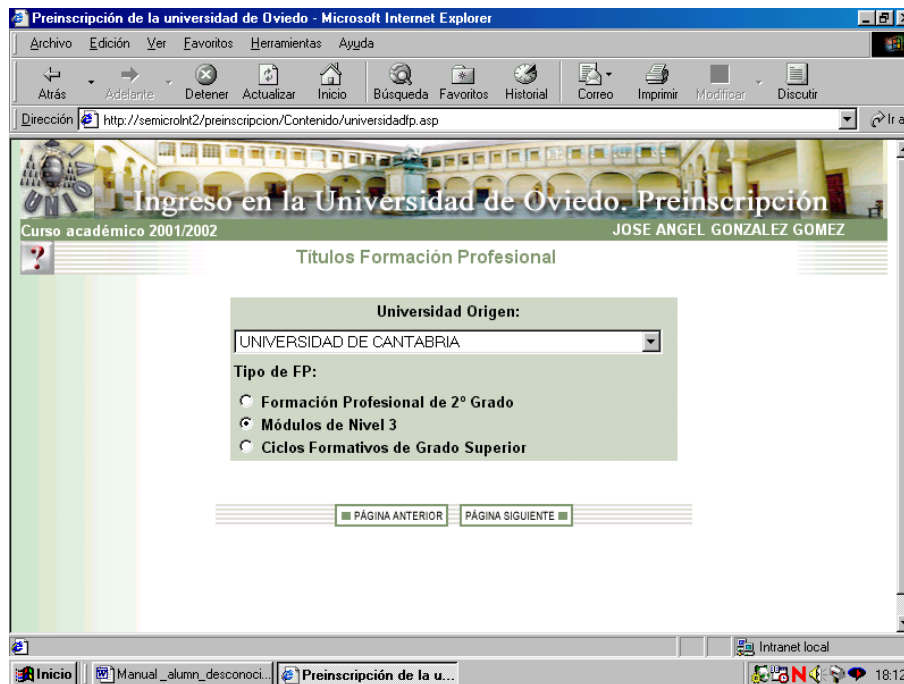 Preinscripción de la universidad de Oviedo - Microsoft Internet Explorer
Archivo Edición Ver Favoritos Herramientas Ayuda
Atrás Adelante Detener Actualizar Inicio Búsqueda Favoritos Historial Correo Imprimir Modificar Discutir
Dirección http://semicrolnt2/preinscripcion/Contenido/universidadfp.asp Ir a
Ingreso en la Universidad de Oviedo. Preinscripción
Curso académico 2001/2002 JOSE ANGEL GONZALEZ GOMEZ
Títulos Formación Profesional
Universidad Origen:
UNIVERSIDAD DE CANTABRIA
Tipo de FP:
Formación Profesional de 2º Grado
Módulos de Nivel 3
Ciclos Formativos de Grado Superior
PÁGINA ANTERIOR PÁGINA SIGUIENTE
Intranet local
Inicio Manual_alumn_desconoci... Preinscripción de la u... 18:12